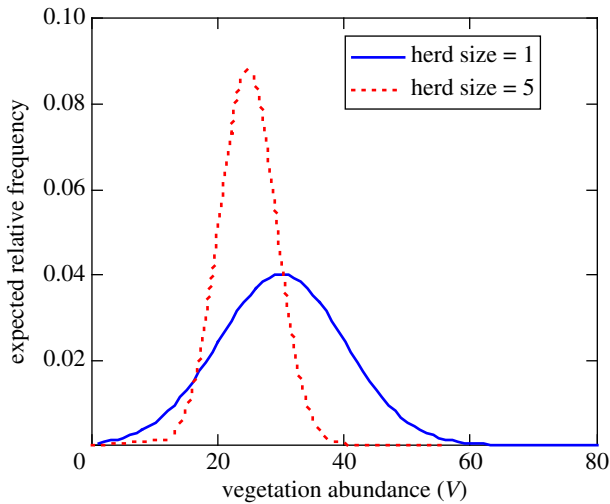 0.10
0.08
0.06
0.04
0.02
0
20
40
60
80
expected relative frequency
vegetation abundance (V)
herd size = 1
herd size = 5